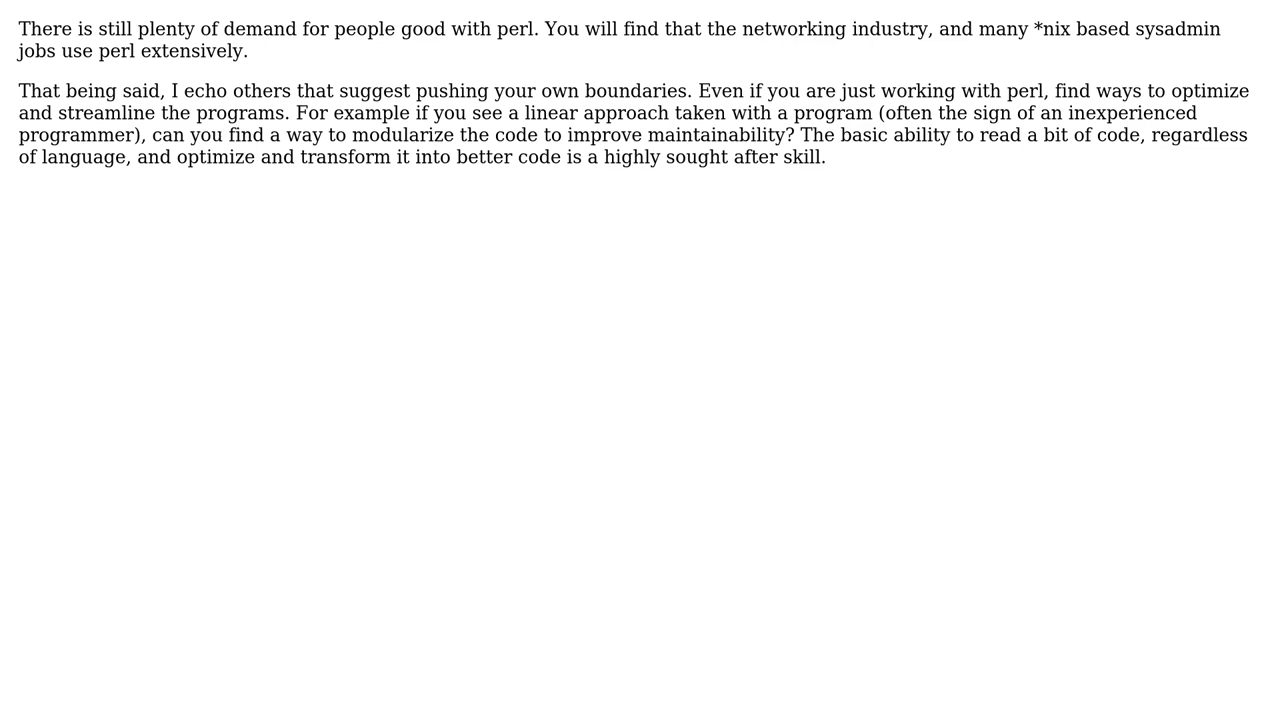 There is still plenty of demand for people good with perl. You will find that the networking industry, and many *nix based sysadmin
jobs use perl extensively.
That being said, I echo others that suggest pushing your own boundaries. Even if you are just working with perl, find ways to optimize
and streamline the programs. For example if you see a linear approach taken with a program (often the sign of an inexperienced
programmer), can you find a way to modularize the code to improve maintainability? The basic ability to read a bit of code, regardless
of language, and optimize and transform it into better code is a highly sought after skill.